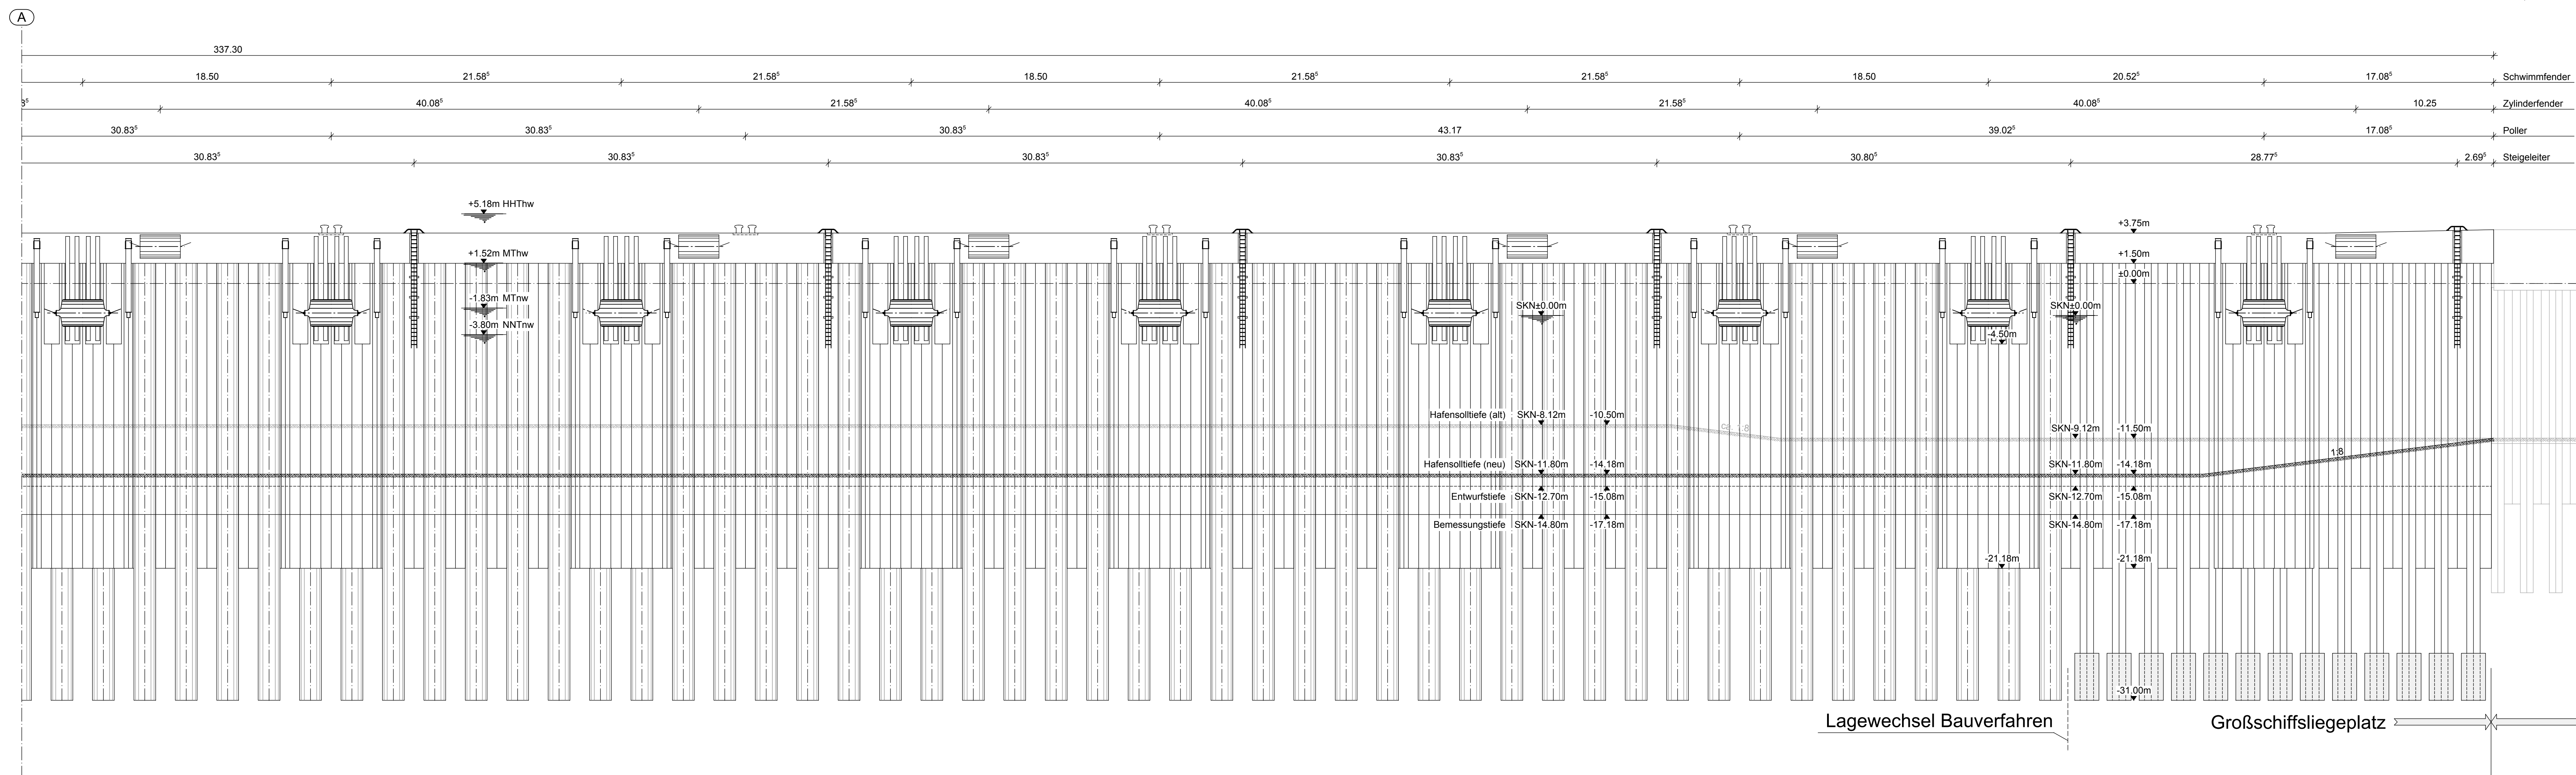 A
337.30
18.50 21.58⁵ 21.58⁵ 18.50 21.58⁵ 21.58⁵ 18.50 20.52⁵ 17.08⁵ Schwimmfender
40.08⁵ 21.58⁵ 40.08⁵ 21.58⁵ 40.08⁵ 10.25 Zylinderfender
30.83⁵ 30.83⁵ 30.83⁵ 43.17 39.02⁵ 17.08⁵ Poller
30.83⁵ 30.83⁵ 30.83⁵ 30.83⁵ 30.80⁵ 28.77⁵ 2.69⁵ Steigeleiter
+5.18m HHThw
+3.75m
+1.52m MThw +1.50m
±0.00m
-1.83m MTnw SKN±0.00m SKN±0.00m
-3.80m NNTnw
-4.50m
Hafensolltiefe (alt) SKN-8.12m -10.50m
ca. 1:8
SKN-9.12m -11.50m
1:8
Hafensolltiefe (neu) SKN-11.80m -14.18m SKN-11.80m -14.18m
Entwurfstiefe SKN-12.70m -15.08m SKN-12.70m -15.08m
Bemessungstiefe SKN-14.80m -17.18m SKN-14.80m -17.18m
-21.18m -21.18m
-31.00m
Lagewechsel Bauverfahren
Großschiffsliegeplatz